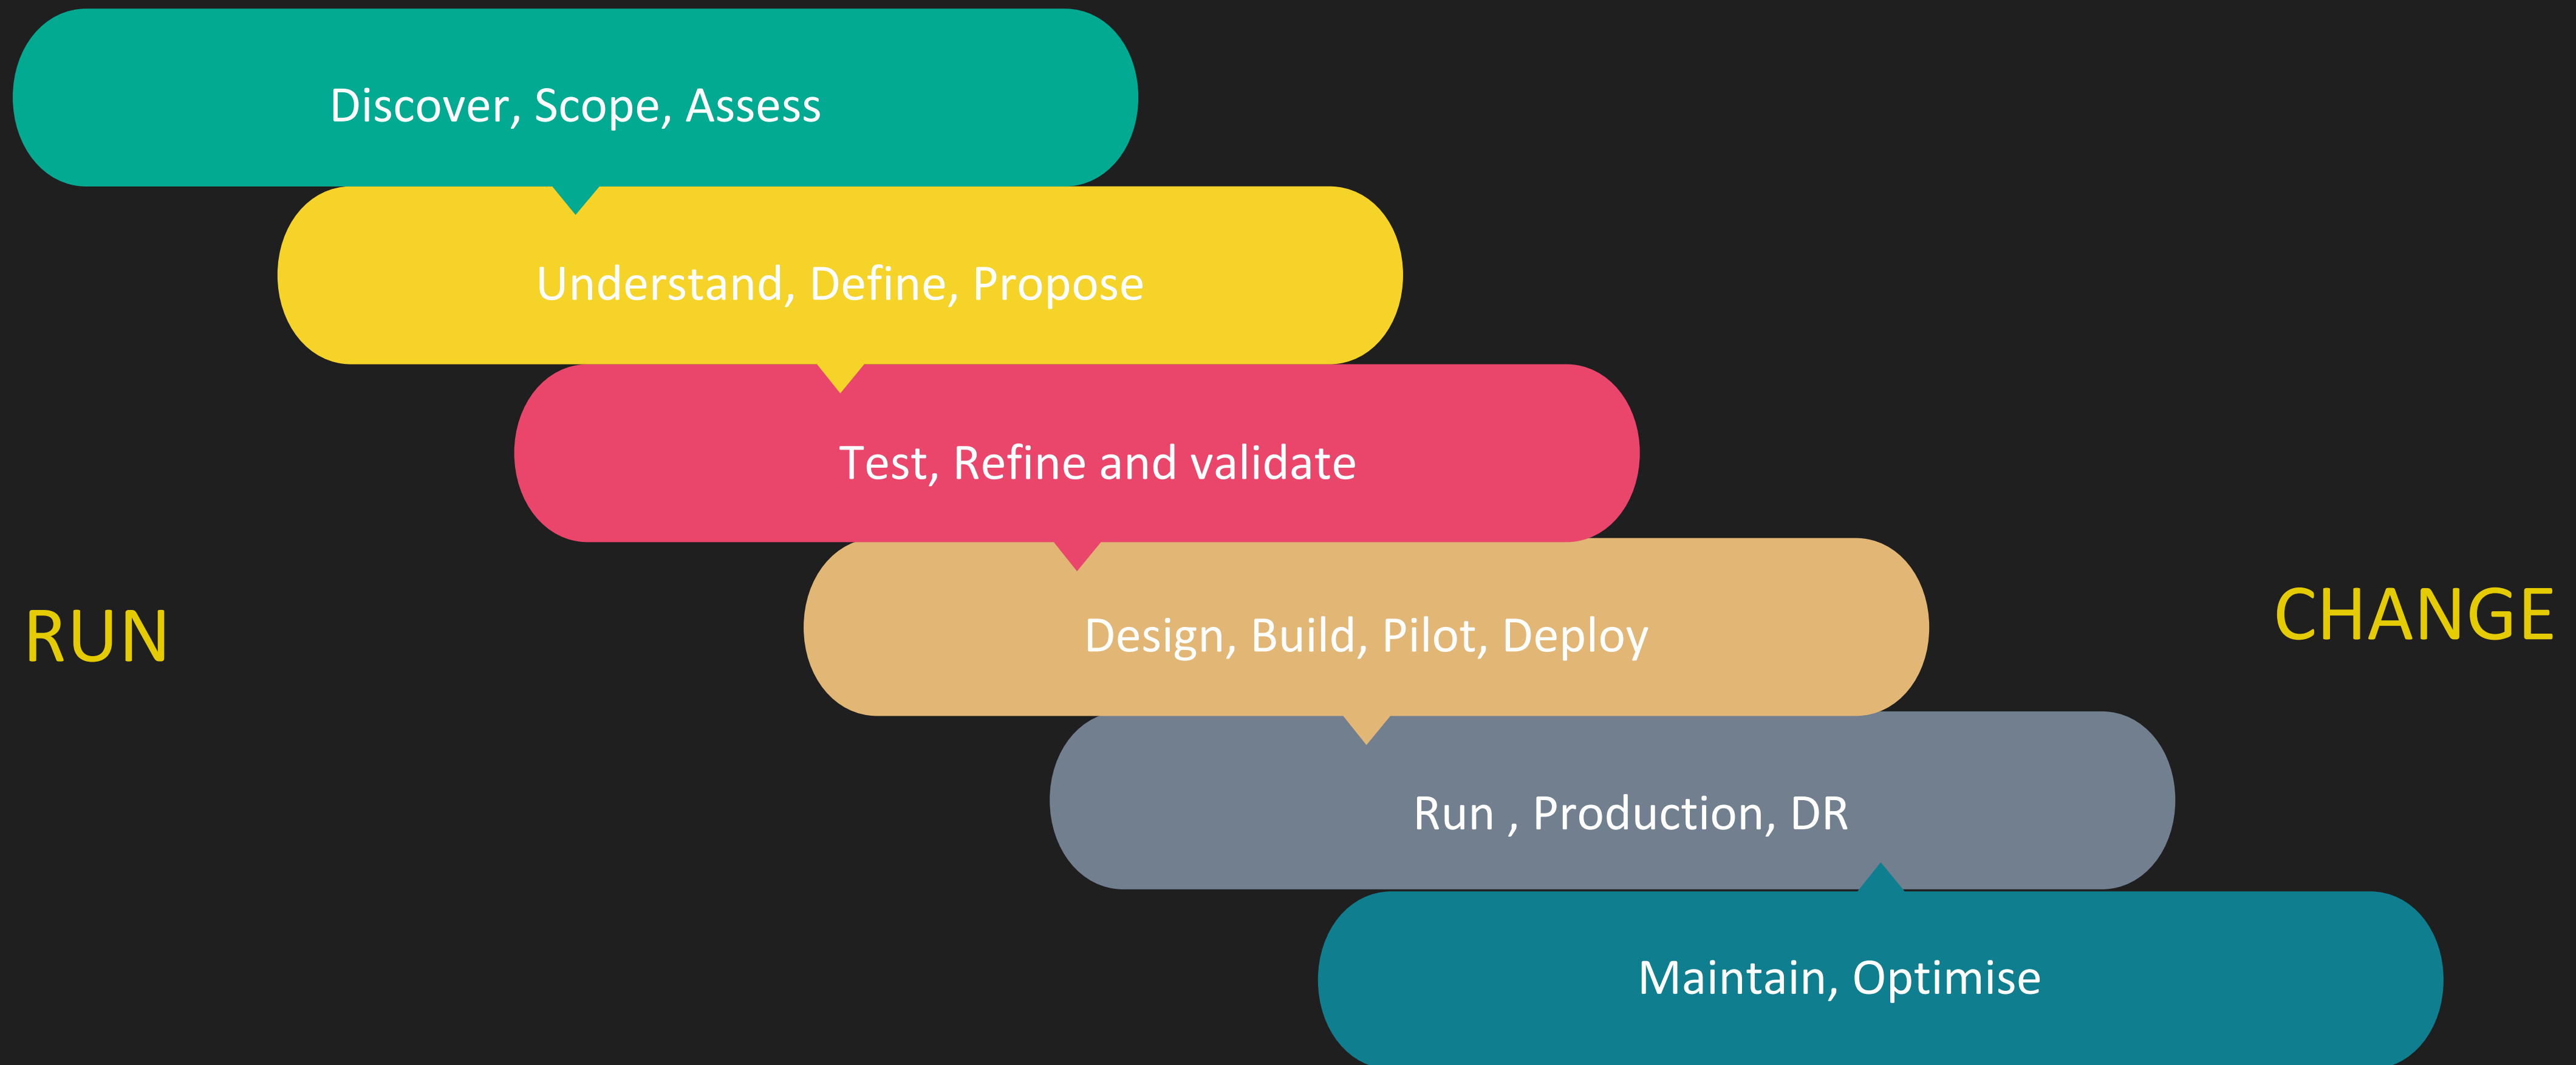 Discover, Scope, Assess
Understand, Define, Propose
Test, Refine and validate
RUN
Design, Build, Pilot, Deploy
CHANGE
Run , Production, DR
Maintain, Optimise